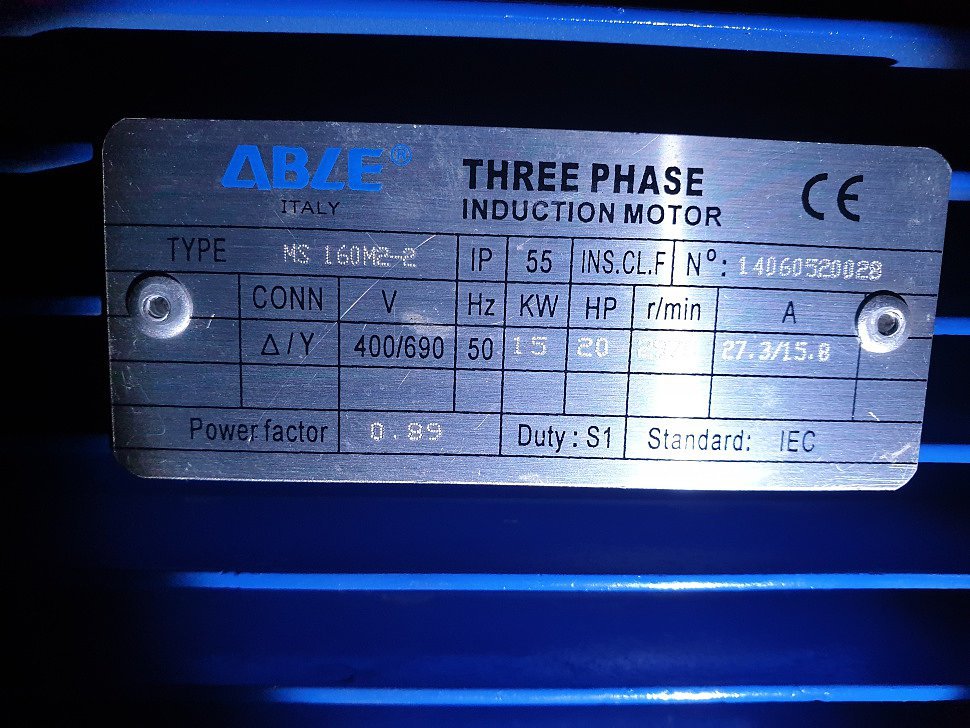 ABLE® THREE PHASE
ITALY INDUCTION MOTOR CE
TYPE MS 160M2-2 IP 55 INS.CL.F N°: 14060520028
CONN V Hz KW HP r/min A
Δ/Y 400/690 50 15 20 27.3/15.8
Power factor 0.89 Duty: S1 Standard: IEC